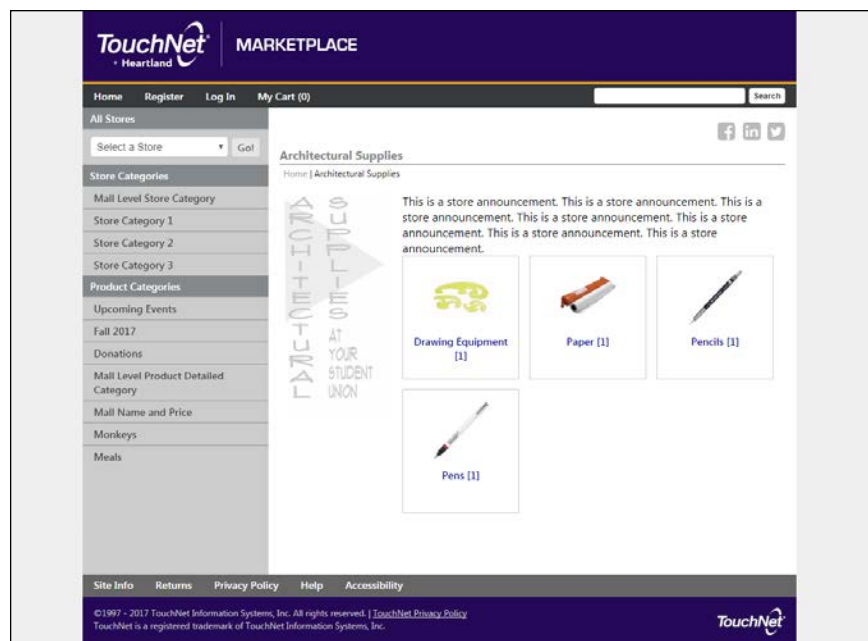 TouchNet®
• Heartland
MARKETPLACE
Home Register Log In My Cart (0)
Search
All Stores
Select a Store
Go!
Store Categories
Mall Level Store Category
Store Category 1
Store Category 2
Store Category 3
Product Categories
Upcoming Events
Fall 2017
Donations
Mall Level Product Detailed
Category
Mall Name and Price
Monkeys
Meals
Architectural Supplies
Home | Architectural Supplies
ARCHITECTURAL
SUPPLIES
AT
YOUR
STUDENT
UNION
This is a store announcement. This is a store announcement. This is a
store announcement. This is a store announcement. This is a store
announcement. This is a store announcement. This is a store
announcement.
Drawing Equipment
[1]
Paper [1]
Pencils [1]
Pens [1]
Site Info Returns Privacy Policy Help Accessibility
©1997 - 2017 TouchNet Information Systems, Inc. All rights reserved. | TouchNet Privacy Policy
TouchNet is a registered trademark of TouchNet Information Systems, Inc.
TouchNet®